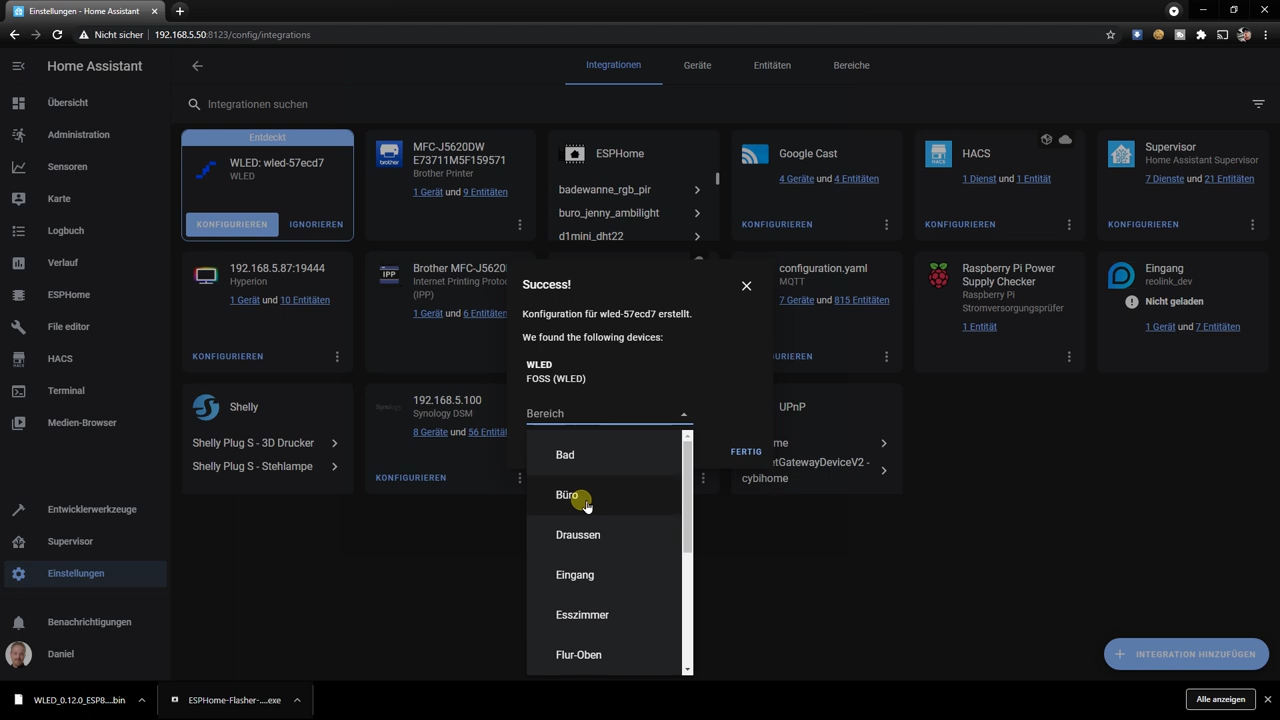 Einstellungen - Home Assistant
Nicht sicher
192.168.5.50:8123/config/integrations
Home Assistant
Integrationen
Geräte
Entitäten
Bereiche
Übersicht
Administration
Sensoren
Karte
Logbuch
Verlauf
ESPHome
File editor
HACS
Terminal
Medien-Browser
Entwicklerwerkzeuge
Supervisor
Einstellungen
Benachrichtigungen
Daniel
Integrationen suchen
Entdeckt
WLED: wled-57ecd7
WLED
KONFIGURIEREN
IGNORIEREN
MFC-J5620DW
E73711M5F159571
Brother Printer
1 Gerät und 9 Entitäten
ESPHome
badewanne_rgb_pir
buro_jenny_ambilight
d1mini_dht22
Google Cast
4 Geräte und 4 Entitäten
KONFIGURIEREN
HACS
1 Dienst und 1 Entität
KONFIGURIEREN
Supervisor
Home Assistant Supervisor
7 Dienste und 21 Entitäten
KONFIGURIEREN
192.168.5.87:19444
Hyperion
1 Gerät und 10 Entitäten
KONFIGURIEREN
IPP
Brother MFC-J5620
Internet Printing Proto
(IPP)
1 Gerät und 6 Entitäten
configuration.yaml
MQTT
7 Geräte und 815 Entitäten
URIEREN
Raspberry Pi Power
Supply Checker
Raspberry Pi
Stromversorgungsprüfer
1 Entität
Eingang
reolink_dev
Nicht geladen
1 Gerät und 7 Entitäten
Shelly
Shelly Plug S - 3D Drucker
Shelly Plug S - Stehlampe
192.168.5.100
Synology DSM
8 Geräte und 56 Entität
KONFIGURIEREN
UPnP
me
etGatewayDeviceV2 -
cybihome
Success!
Konfiguration für wled-57ecd7 erstellt.
We found the following devices:
WLED
FOSS (WLED)
Bereich
FERTIG
Bad
Büro
Draussen
Eingang
Esszimmer
Flur-Oben
INTEGRATION HINZUFÜGEN
WLED_0.12.0_ESP8....bin
ESPHome-Flasher-....exe
Alle anzeigen